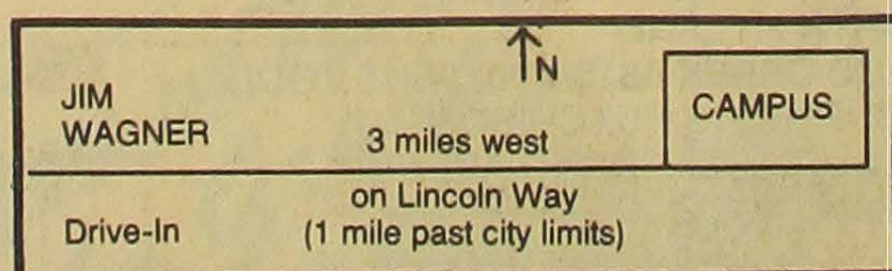 N
JIM
WAGNER
3 miles west
CAMPUS
on Lincoln Way
Drive-In
(1 mile past city limits)